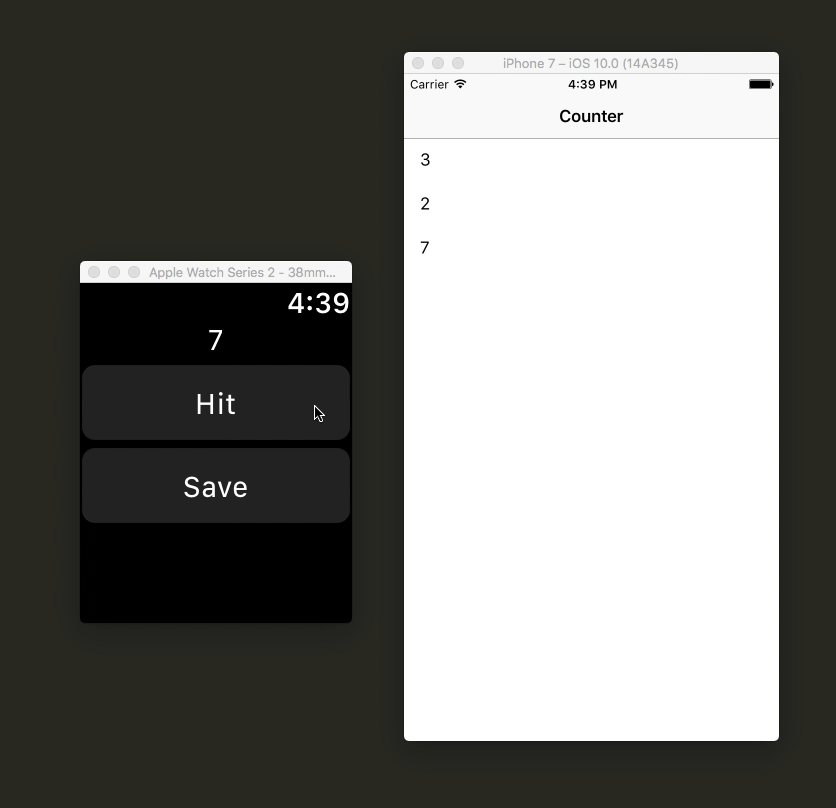 Apple Watch Series 2 - 38mm...
4:39
7
Hit
Save
iPhone 7 – iOS 10.0 (14A345)
Carrier 4:39 PM
Counter
3
2
7